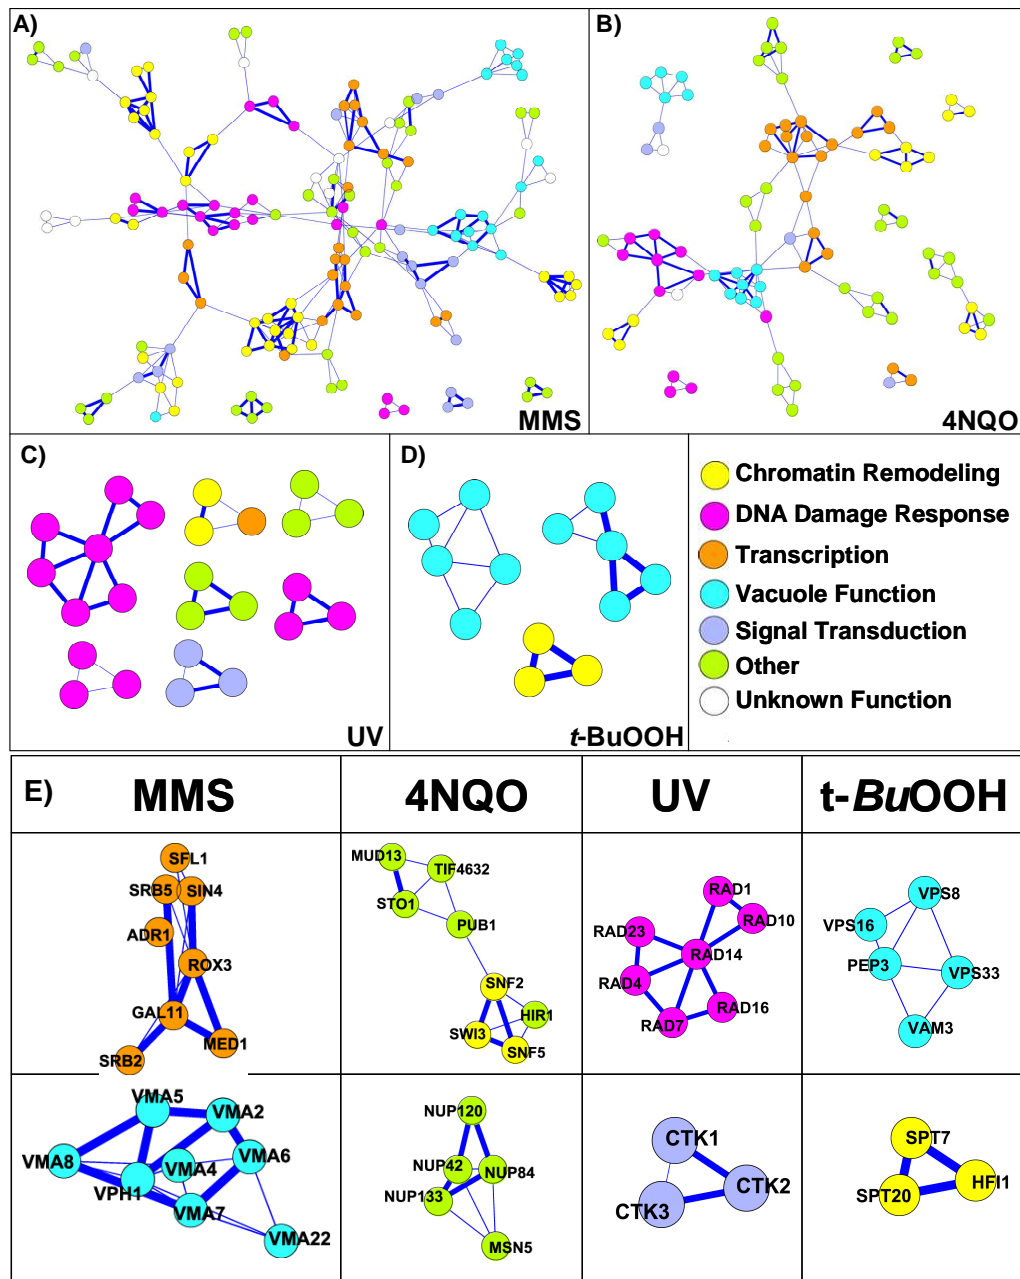 A)
MMS
B)
4NQO
C)
UV
D)
t-BuOOH
Chromatin Remodeling
DNA Damage Response
Transcription
Vacuole Function
Signal Transduction
Other
Unknown Function
E)
MMS
4NQO
UV
t-BuOOH
SFL1
SRB5
SIN4
ADR1
ROX3
GAL11
MED1
SRB2
MUD13
TIF4632
STO1
PUB1
SNF2
HIR1
SWI3
SNF5
RAD1
RAD10
RAD23
RAD14
RAD4
RAD16
RAD7
VPS8
VPS16
PEP3
VPS33
VAM3
VMA5
VMA2
VMA8
VMA4
VMA6
VPH1
VMA7
VMA22
NUP120
NUP42
NUP84
NUP133
MSN5
CTK1
CTK2
CTK3
SPT7
HFI1
SPT20